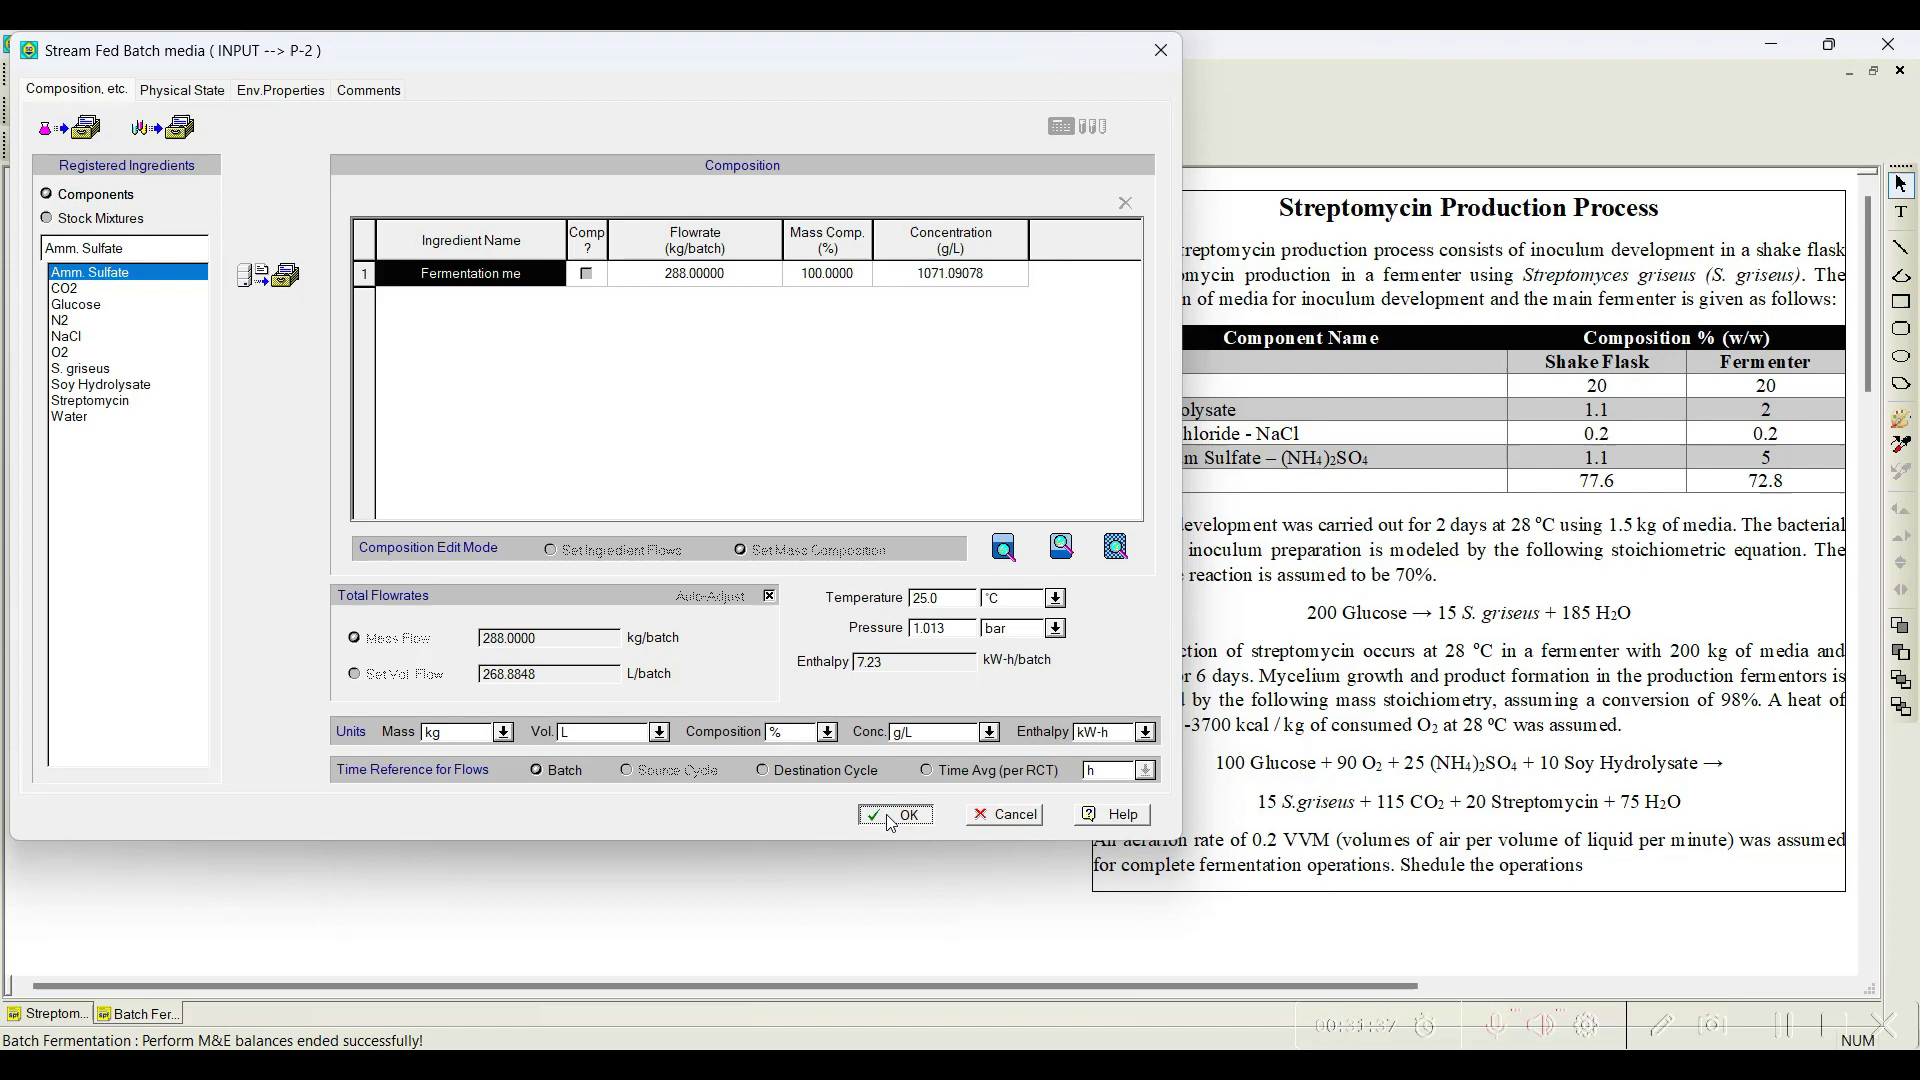 Stream Fed Batch media ( INPUT --> P-2 )
Composition, etc. Physical State Env.Properties Comments
Registered Ingredients
Components
Stock Mixtures
Amm. Sulfate
Amm. Sulfate
CO2
Glucose
N2
NaCl
O2
S. griseus
Soy Hydrolysate
Streptomycin
Water
Composition
Ingredient Name Comp ? Flowrate (kg/batch) Mass Comp. (%) Concentration (g/L)
1 Fermentation me 288.00000 100.0000 1071.09078
Composition Edit Mode Set Ingredient Flows Set Mass Composition
Total Flowrates Auto-Adjust
Mass Flow 288.0000 kg/batch
Set Vol. Flow 268.8848 L/batch
Temperature 25.0 °C
Pressure 1.013 bar
Enthalpy 7.23 kW-h/batch
Units Mass kg Vol. L Composition % Conc. g/L Enthalpy kW-h
Time Reference for Flows Batch Source Cycle Destination Cycle Time Avg (per RCT) h
OK Cancel Help
Streptomycin Production Process
treptomycin production process consists of inoculum development in a shake flask
omycin production in a fermenter using Streptomyces griseus (S. griseus). The
n of media for inoculum development and the main fermenter is given as follows:
Component Name Composition % (w/w)
Shake Flask Fermenter
20 20
olysate 1.1 2
hloride - NaCl 0.2 0.2
m Sulfate – (NH4)2SO4 1.1 5
77.6 72.8
evelopment was carried out for 2 days at 28 ºC using 1.5 kg of media. The bacterial
inoculum preparation is modeled by the following stoichiometric equation. The
reaction is assumed to be 70%.
200 Glucose → 15 S. griseus + 185 H2O
ction of streptomycin occurs at 28 ºC in a fermenter with 200 kg of media and
r 6 days. Mycelium growth and product formation in the production fermentors is
by the following mass stoichiometry, assuming a conversion of 98%. A heat of
-3700 kcal / kg of consumed O2 at 28 ºC was assumed.
100 Glucose + 90 O2 + 25 (NH4)2SO4 + 10 Soy Hydrolysate →
15 S.griseus + 115 CO2 + 20 Streptomycin + 75 H2O
An aeration rate of 0.2 VVM (volumes of air per volume of liquid per minute) was assumed
for complete fermentation operations. Shedule the operations
Streptom... Batch Fer...
00:31:37
Batch Fermentation : Perform M&E balances ended successfully!
NUM